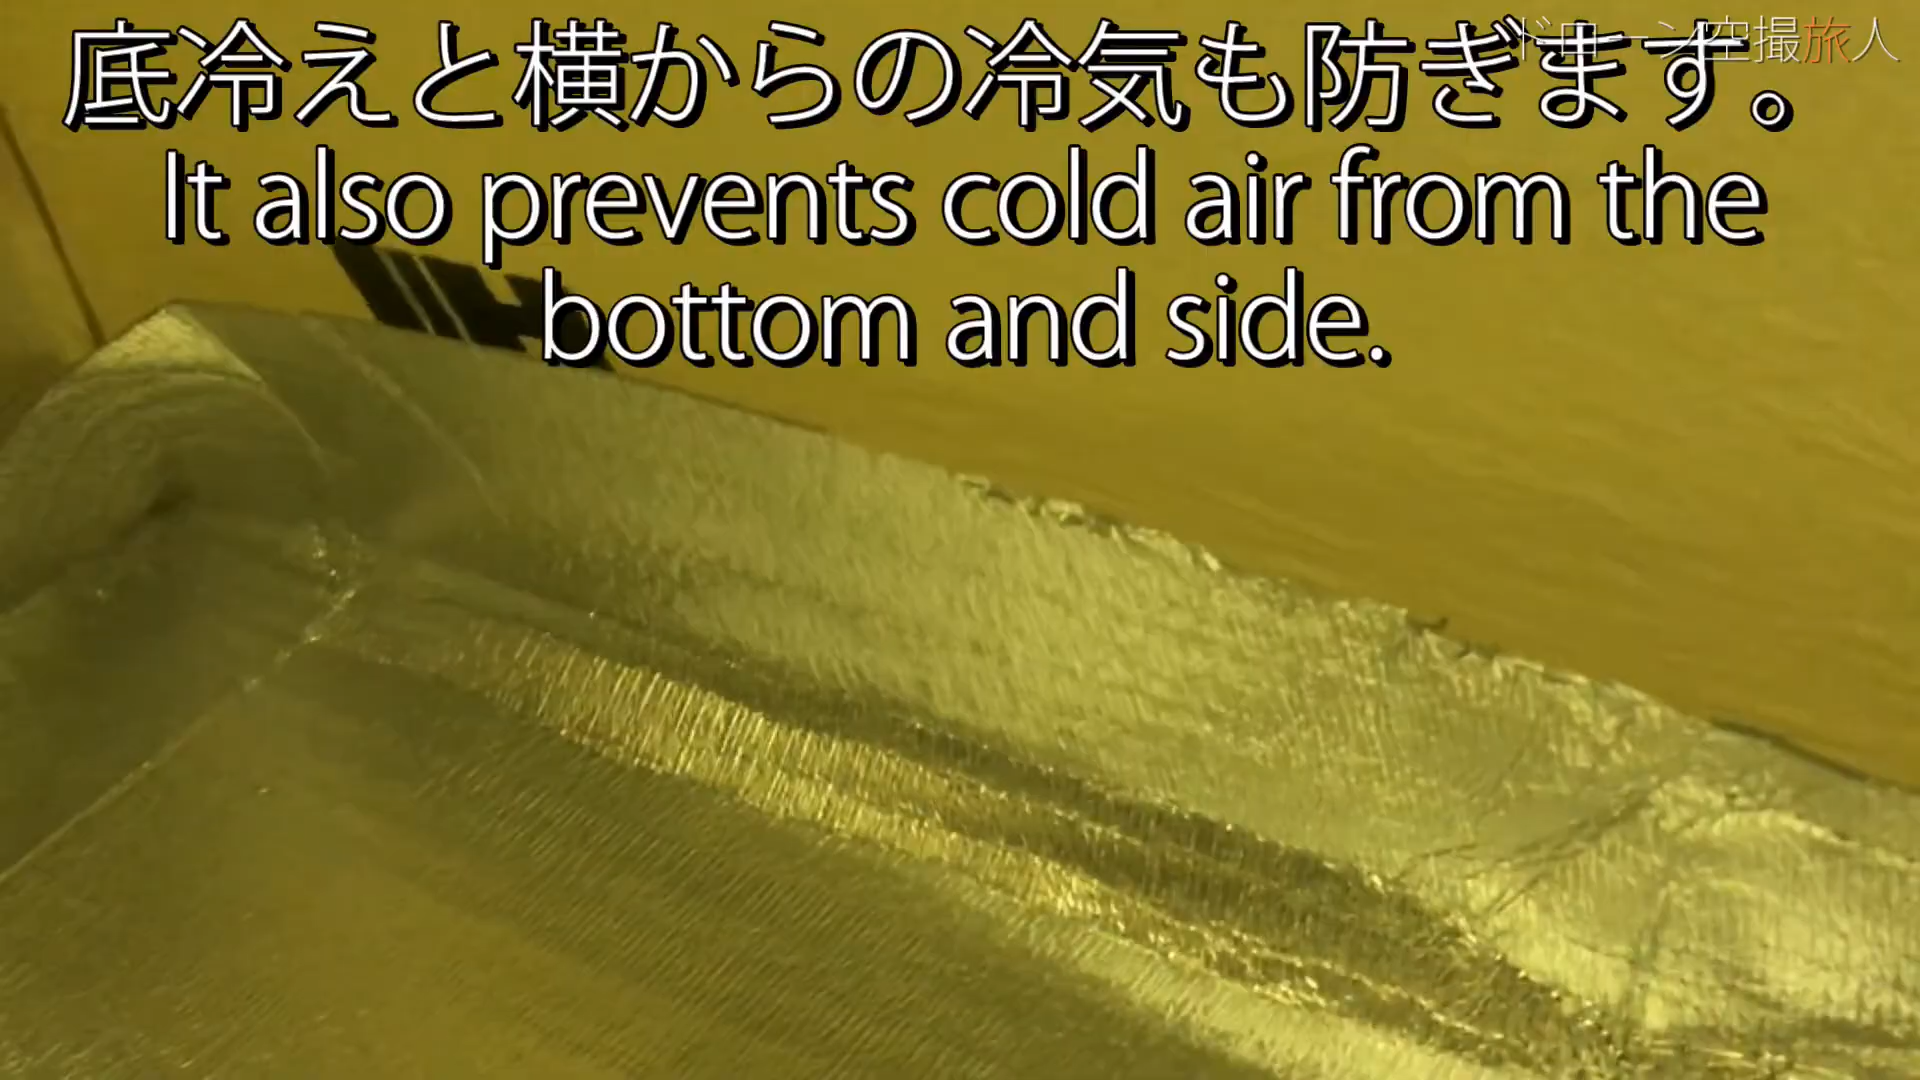 底冷えと横からの冷気も防ぎます。
ドローン空撮旅人
It also prevents cold air from the
bottom and side.